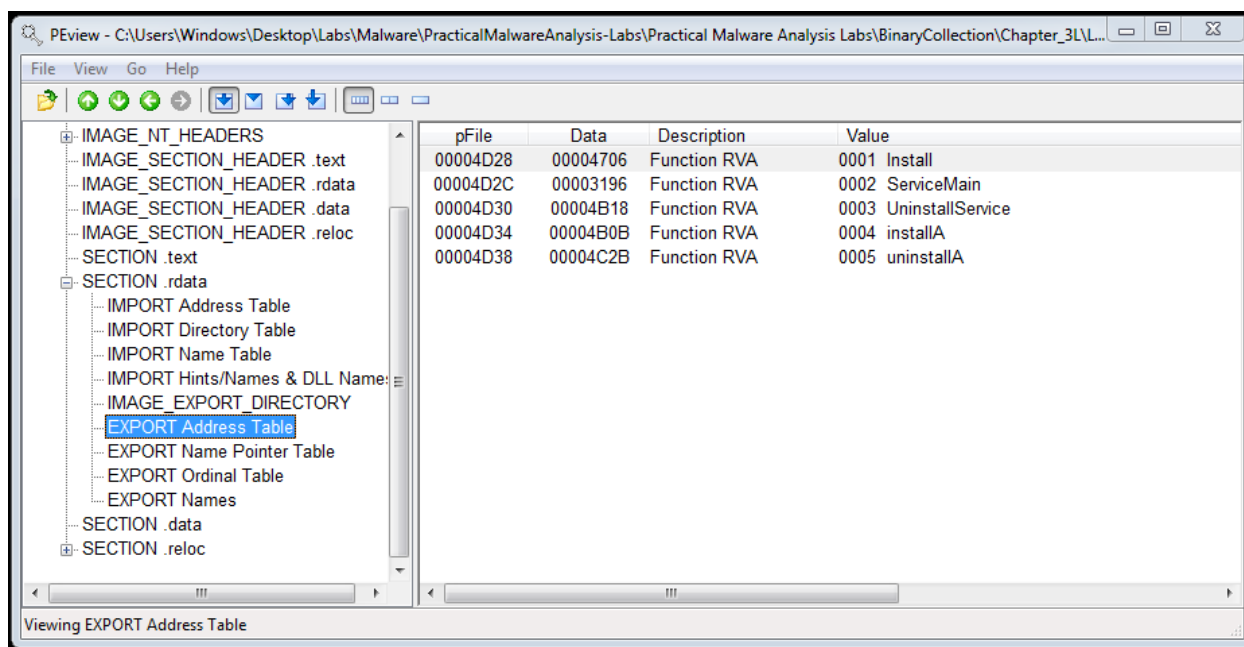 PEview - C:\Users\Windows\Desktop\Labs\Malware\PracticalMalwareAnalysis-Labs\Practical Malware Analysis Labs\BinaryCollection\Chapter_3L\L...
File View Go Help
IMAGE_NT_HEADERS
IMAGE_SECTION_HEADER .text
IMAGE_SECTION_HEADER .rdata
IMAGE_SECTION_HEADER .data
IMAGE_SECTION_HEADER .reloc
SECTION .text
SECTION .rdata
IMPORT Address Table
IMPORT Directory Table
IMPORT Name Table
IMPORT Hints/Names & DLL Names
IMAGE_EXPORT_DIRECTORY
EXPORT Address Table
EXPORT Name Pointer Table
EXPORT Ordinal Table
EXPORT Names
SECTION .data
SECTION .reloc
pFile Data Description Value
00004D28 00004706 Function RVA 0001 Install
00004D2C 00003196 Function RVA 0002 ServiceMain
00004D30 00004B18 Function RVA 0003 UninstallService
00004D34 00004B0B Function RVA 0004 installA
00004D38 00004C2B Function RVA 0005 uninstallA
Viewing EXPORT Address Table